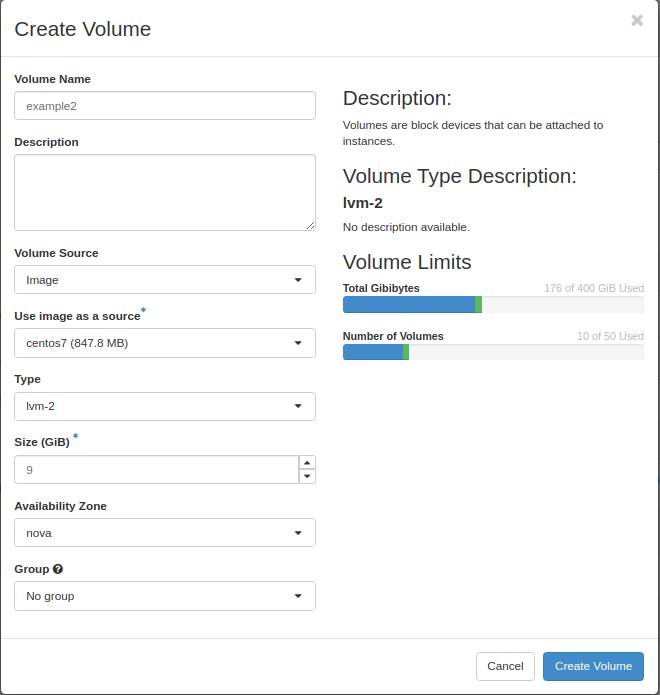 Create Volume
×
Volume Name
example2
Description
Volume Source
Image
Use image as a source*
centos7 (847.8 MB)
Type
lvm-2
Size (GiB) *
9
Availability Zone
nova
Group ?
No group
Description:
Volumes are block devices that can be attached to
instances.
Volume Type Description:
lvm-2
No description available.
Volume Limits
Total Gibibytes 176 of 400 GiB Used
Number of Volumes 10 of 50 Used
Cancel Create Volume